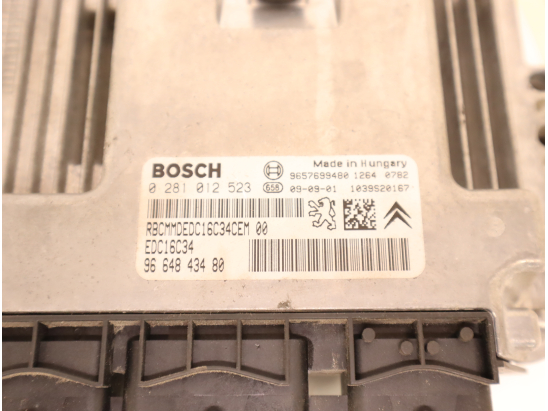 BOSCH
Made in Hungary
9657699480 1264 0782
0 281 012 523
658
09-09-01
1039S20167
RBCMMDEDC16C34CEM 00
EDC16C34
96 648 434 80